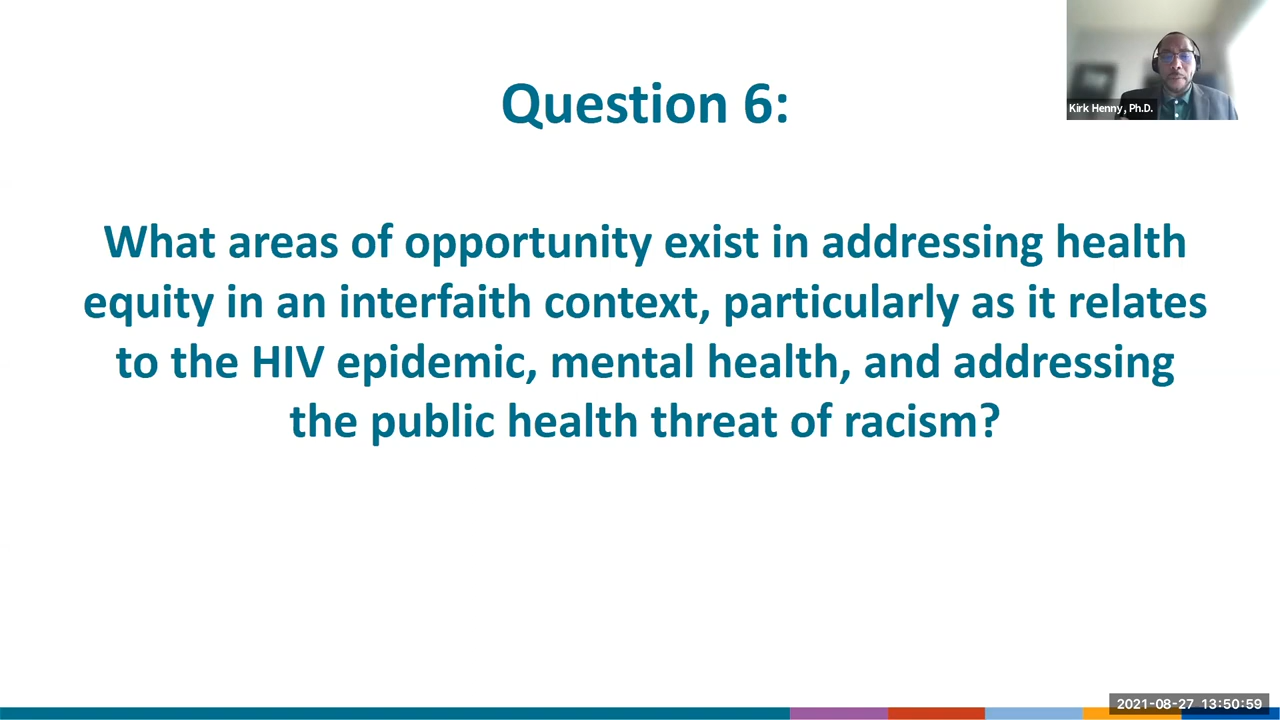 Kirk Henny, Ph.D.
Question 6:
What areas of opportunity exist in addressing health
equity in an interfaith context, particularly as it relates
to the HIV epidemic, mental health, and addressing
the public health threat of racism?
2021-08-27 13:50:59